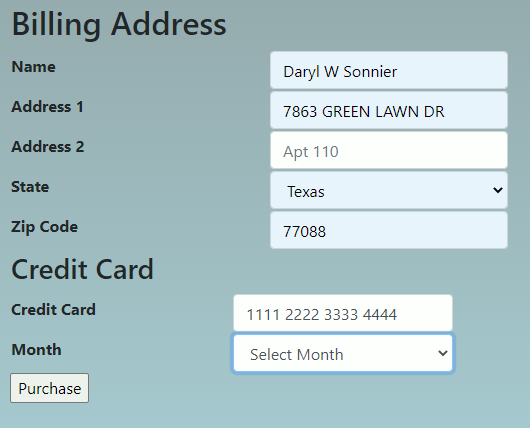 Billing Address
Name Daryl W Sonnier
Address 1 7863 GREEN LAWN DR
Address 2 Apt 110
State Texas
Zip Code 77088
Credit Card
Credit Card 1111 2222 3333 4444
Month Select Month
Purchase